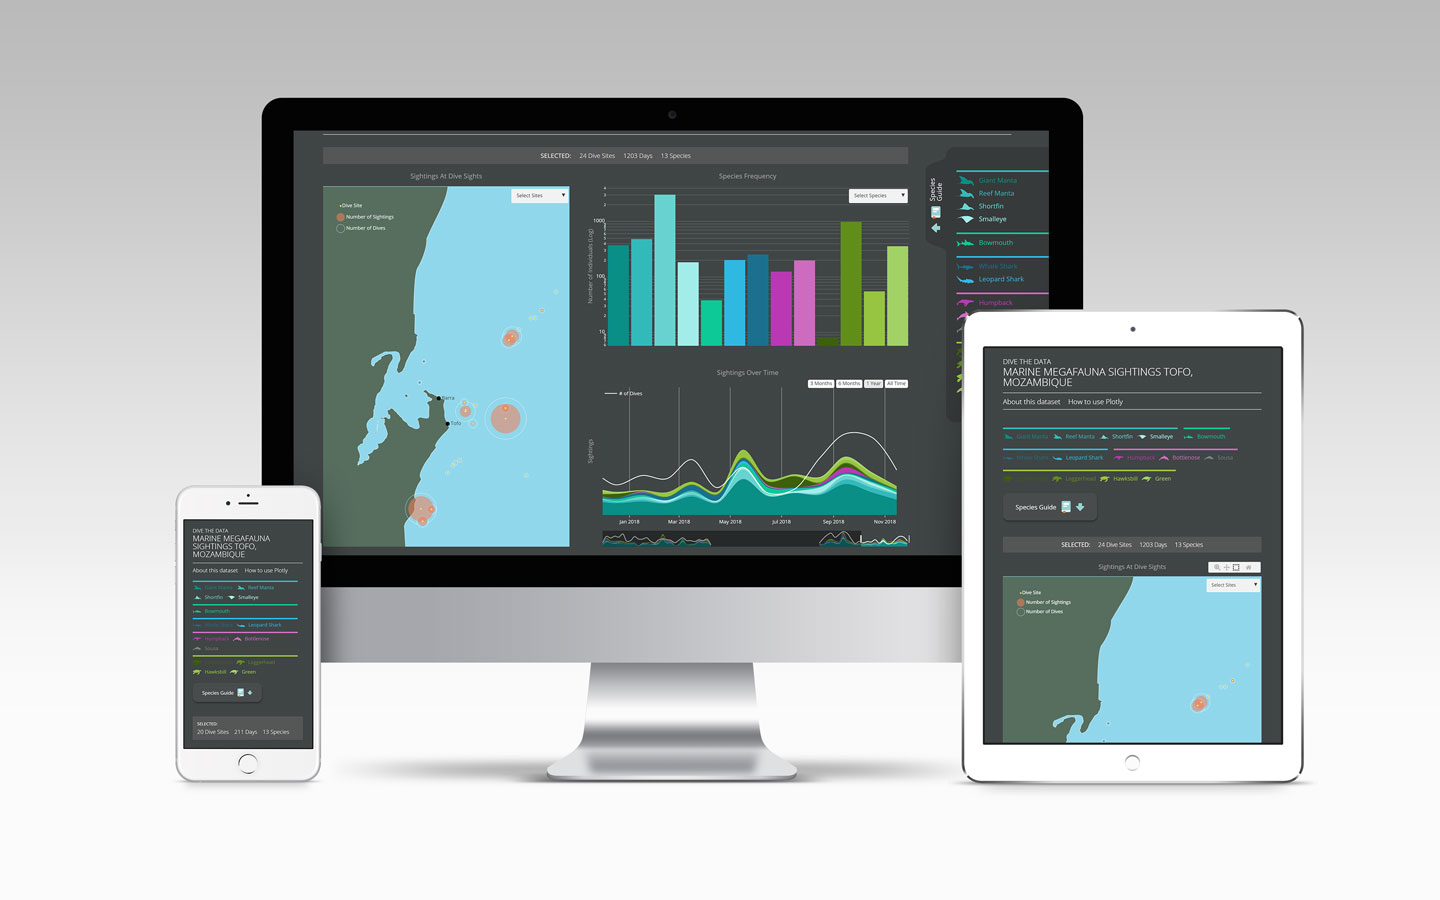 SELECTED: 24 Dive Sites 1203 Days 13 Species
Sightings At Dive Sights
Select Sites
Dive Site
Number of Sightings
Number of Dives
Barra
Tofo
Species Frequency
Select Species
Number of Individuals (Log)
1000
100
10
Sightings Over Time
3 Months 6 Months 1 Year All Time
# of Dives
Sightings
Jan 2018 Mar 2018 May 2018 Jul 2018 Sep 2018 Nov 2018
Species Guide
Giant Manta
Reef Manta
Shortfin
Smalleye
Bowmouth
Whale Shark
Leopard Shark
Humpback
DIVE THE DATA
MARINE MEGAFAUNA
SIGHTINGS TOFO,
MOZAMBIQUE
About this dataset How to use Plotly
Giant Manta Reef Manta
Shortfin Smalleye
Bowmouth
Whale Shark Leopard Shark
Humpback Bottlenose
Sousa
Loggerhead
Hawksbill Green
Species Guide
SELECTED:
20 Dive Sites 211 Days 13 Species
DIVE THE DATA
MARINE MEGAFAUNA SIGHTINGS TOFO,
MOZAMBIQUE
About this dataset How to use Plotly
Giant Manta Reef Manta Shortfin Smalleye Bowmouth
Whale Shark Leopard Shark Humpback Bottlenose Sousa
Loggerhead Hawksbill Green
Species Guide
SELECTED: 24 Dive Sites 1203 Days 13 Species
Sightings At Dive Sights
Select Sites
Dive Site
Number of Sightings
Number of Dives